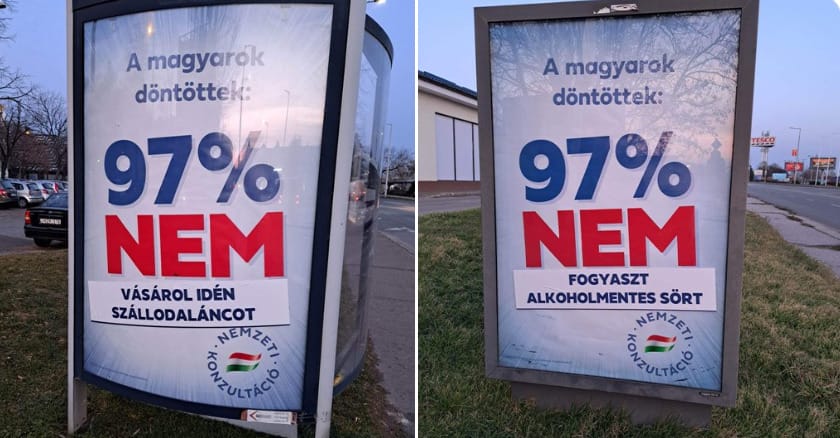 A magyarok
döntöttek:
97%
NEM
VÁSÁROL IDÉN
SZÁLLODALÁNCOT
NEMZETI
KONZULTÁCIÓ
A magyarok
döntöttek:
97%
NEM
FOGYASZT
ALKOHOLMENTES SÖRT
NEMZETI
KONZULTÁCIÓ
TESCO